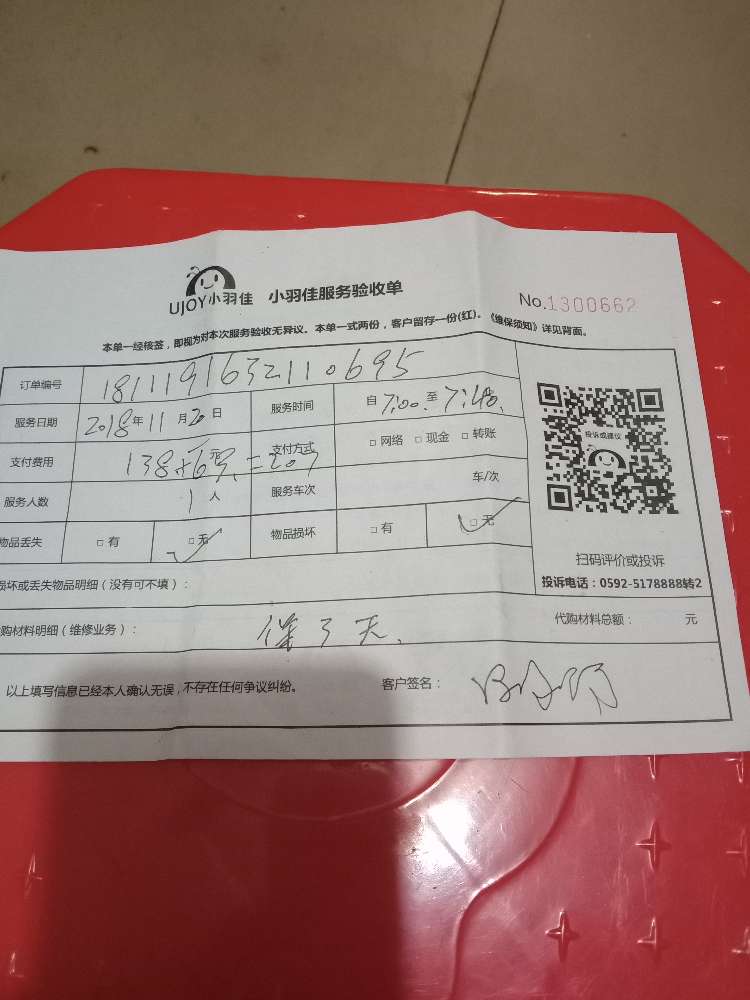 UJOY小羽佳 小羽佳服务验收单
No.1300662
本单一经核签，即视为对本次服务验收无异议。本单一式两份，客户留存一份(红)。《维保须知》详见背面。
订单编号 1811191632110695
服务日期 2018年11月20日 服务时间 自7:00至7:40
支付费用 138+69元=207 支付方式 □网络 □现金 □转账
服务人数 1人 服务车次 车/次
物品丢失 □有 □无 物品损坏 □有 □无
投诉或建议
扫码评价或投诉
投诉电话：0592-5178888转2
损坏或丢失物品明细（没有可不填）：
购材料明细（维修业务）： 天 代购材料总额： 元
以上填写信息已经本人确认无误，不存在任何争议纠纷。 客户签名：